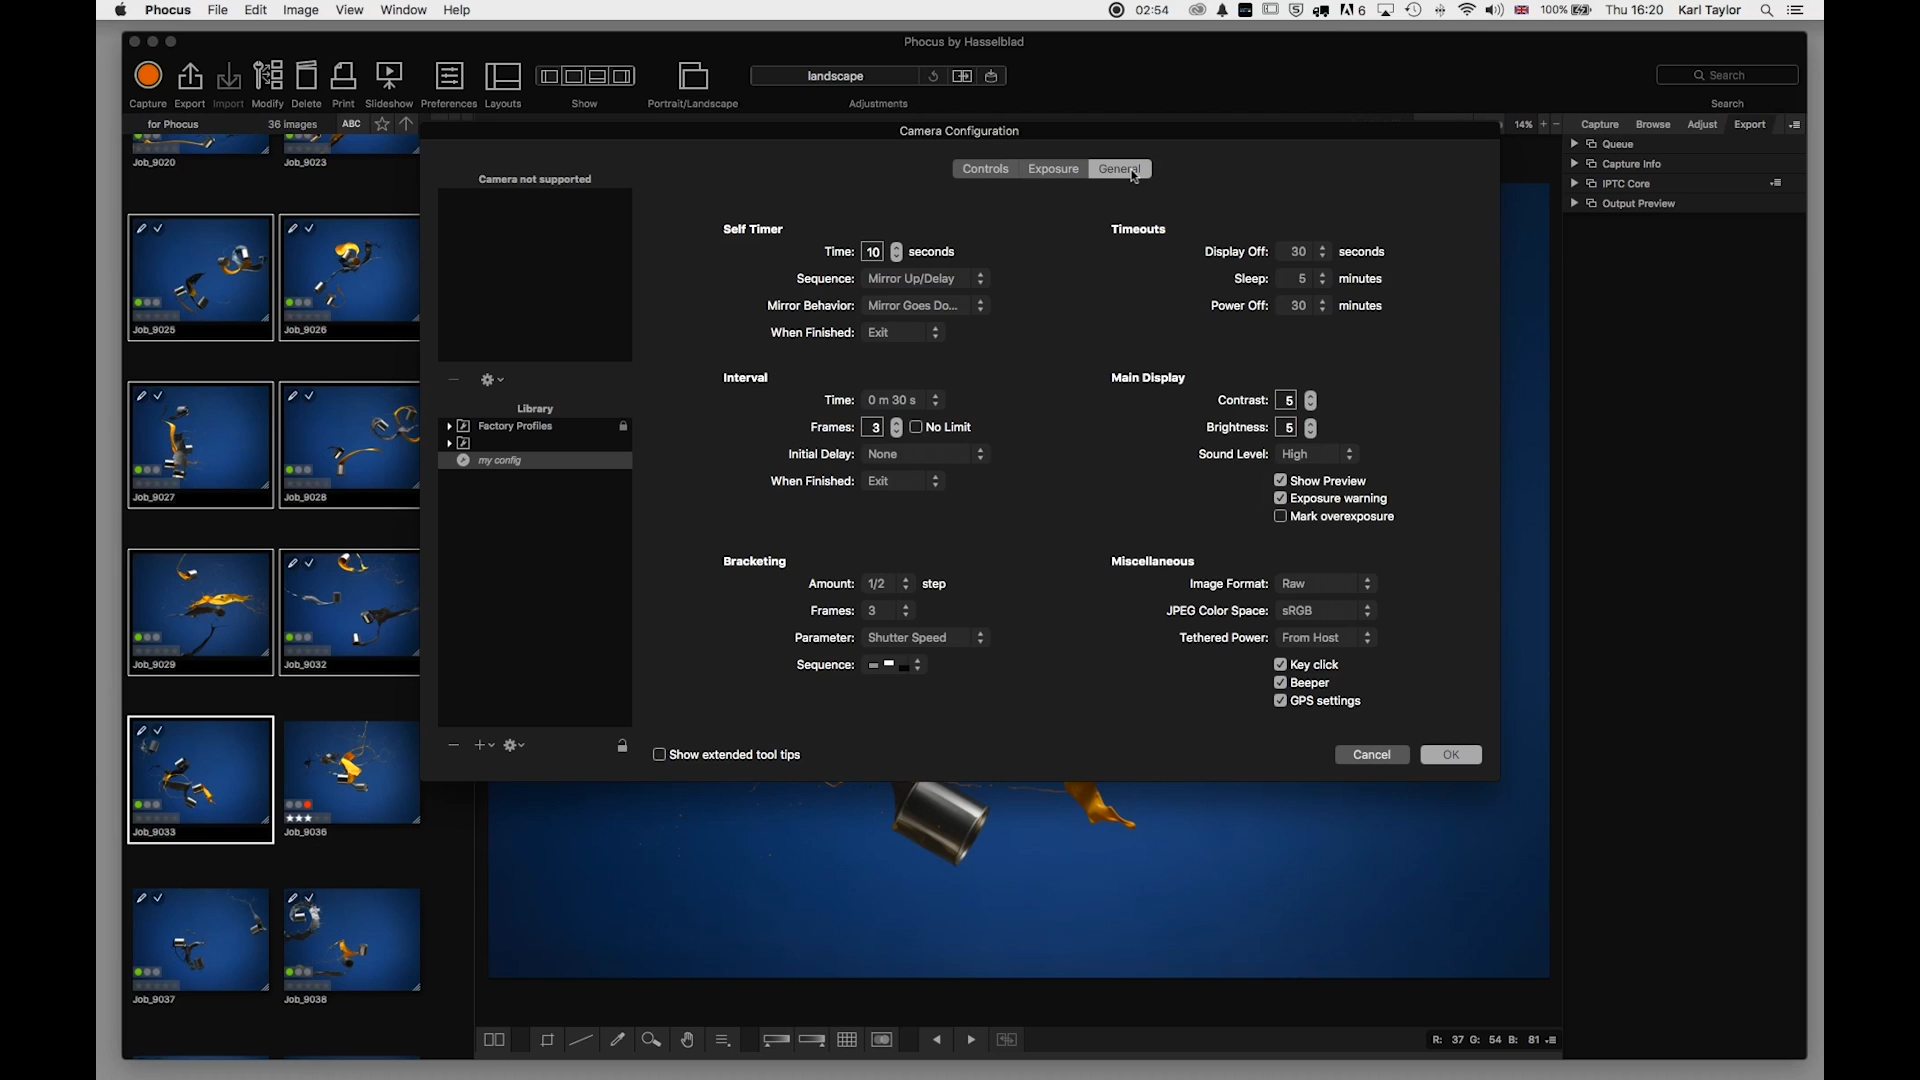 Phocus File Edit Image View Window Help 02:54 6 100% Thu 16:20 Karl Taylor
Phocus by Hasselblad
landscape
Search
Capture Export Import Modify Delete Print Slideshow Preferences Layouts Show Portrait/Landscape Adjustments Search
for Phocus 36 images ABC
14% + −
Capture Browse Adjust Export
Queue
Capture Info
IPTC Core
Output Preview
Job_9020 Job_9023
Job_9025 Job_9026
Job_9027 Job_9028
Job_9029 Job_9032
Job_9033 Job_9036
Job_9037 Job_9038
Camera Configuration
Controls Exposure General
Camera not supported
Library
Factory Profiles
my config
Self Timer
Time: 10 seconds
Sequence: Mirror Up/Delay
Mirror Behavior: Mirror Goes Do...
When Finished: Exit
Interval
Time: 0 m 30 s
Frames: 3 No Limit
Initial Delay: None
When Finished: Exit
Bracketing
Amount: 1/2 step
Frames: 3
Parameter: Shutter Speed
Sequence:
Timeouts
Display Off: 30 seconds
Sleep: 5 minutes
Power Off: 30 minutes
Main Display
Contrast: 5
Brightness: 5
Sound Level: High
Show Preview
Exposure warning
Mark overexposure
Miscellaneous
Image Format: Raw
JPEG Color Space: sRGB
Tethered Power: From Host
Key click
Beeper
GPS settings
Show extended tool tips
Cancel OK
R: 37 G: 54 B: 81